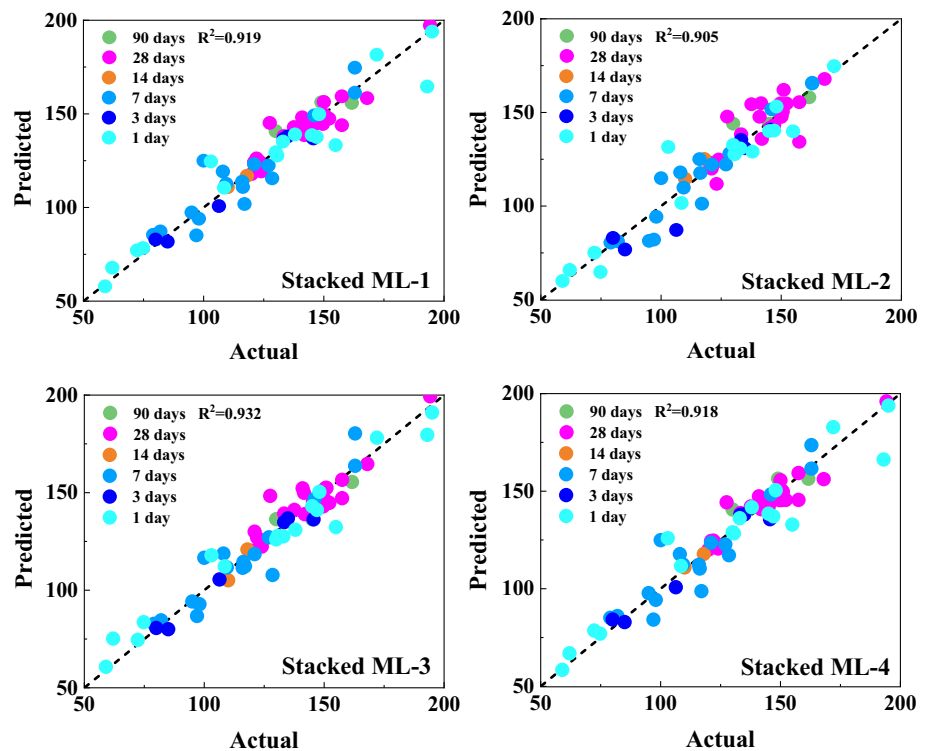 200
150
100
50
Predicted
90 days R²=0.919
28 days
14 days
7 days
3 days
1 day
Stacked ML-1
50 100 150 200
Actual
200
150
100
50
Predicted
90 days R²=0.905
28 days
14 days
7 days
3 days
1 day
Stacked ML-2
50 100 150 200
Actual
200
150
100
50
Predicted
90 days R²=0.932
28 days
14 days
7 days
3 days
1 day
Stacked ML-3
50 100 150 200
Actual
200
150
100
50
Predicted
90 days R²=0.918
28 days
14 days
7 days
3 days
1 day
Stacked ML-4
50 100 150 200
Actual